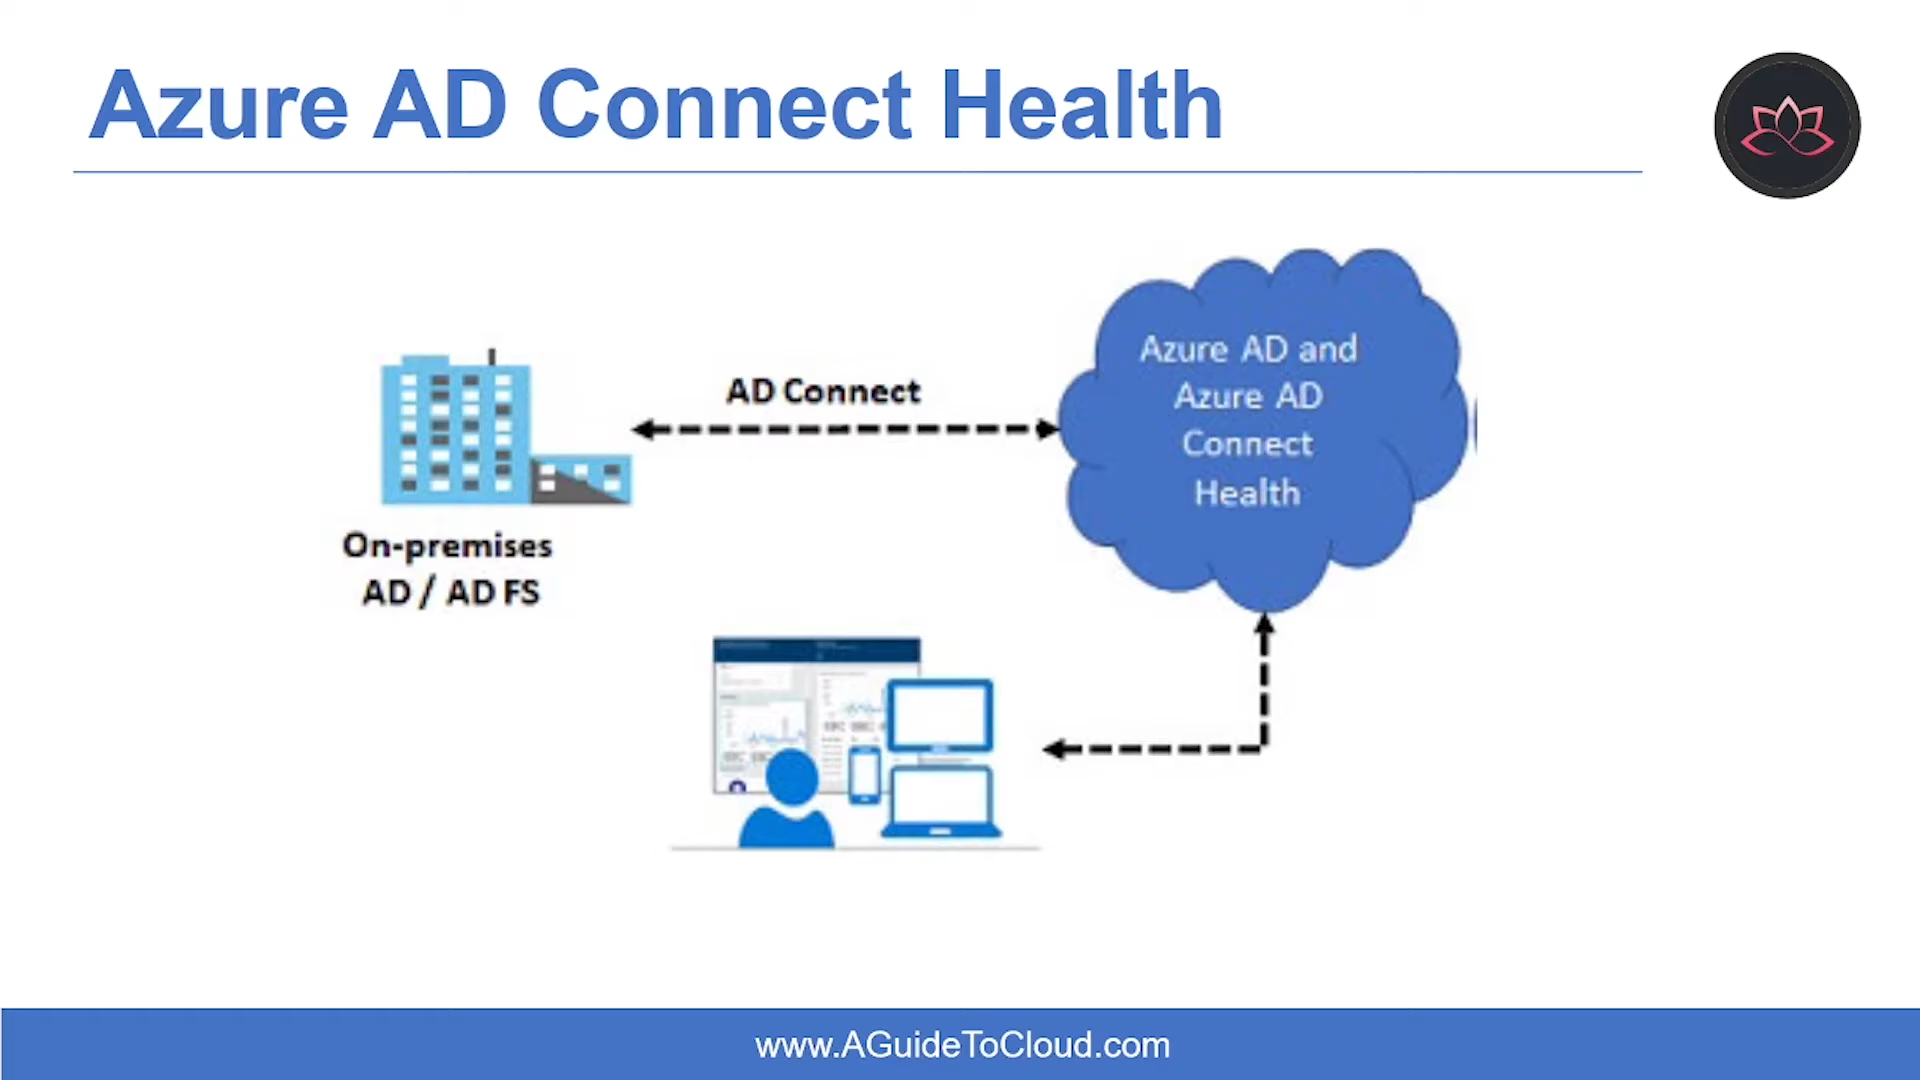 Azure AD Connect Health
AD Connect
Azure AD and
Azure AD
Connect
Health
On-premises
AD / AD FS
www.AGuideToCloud.com